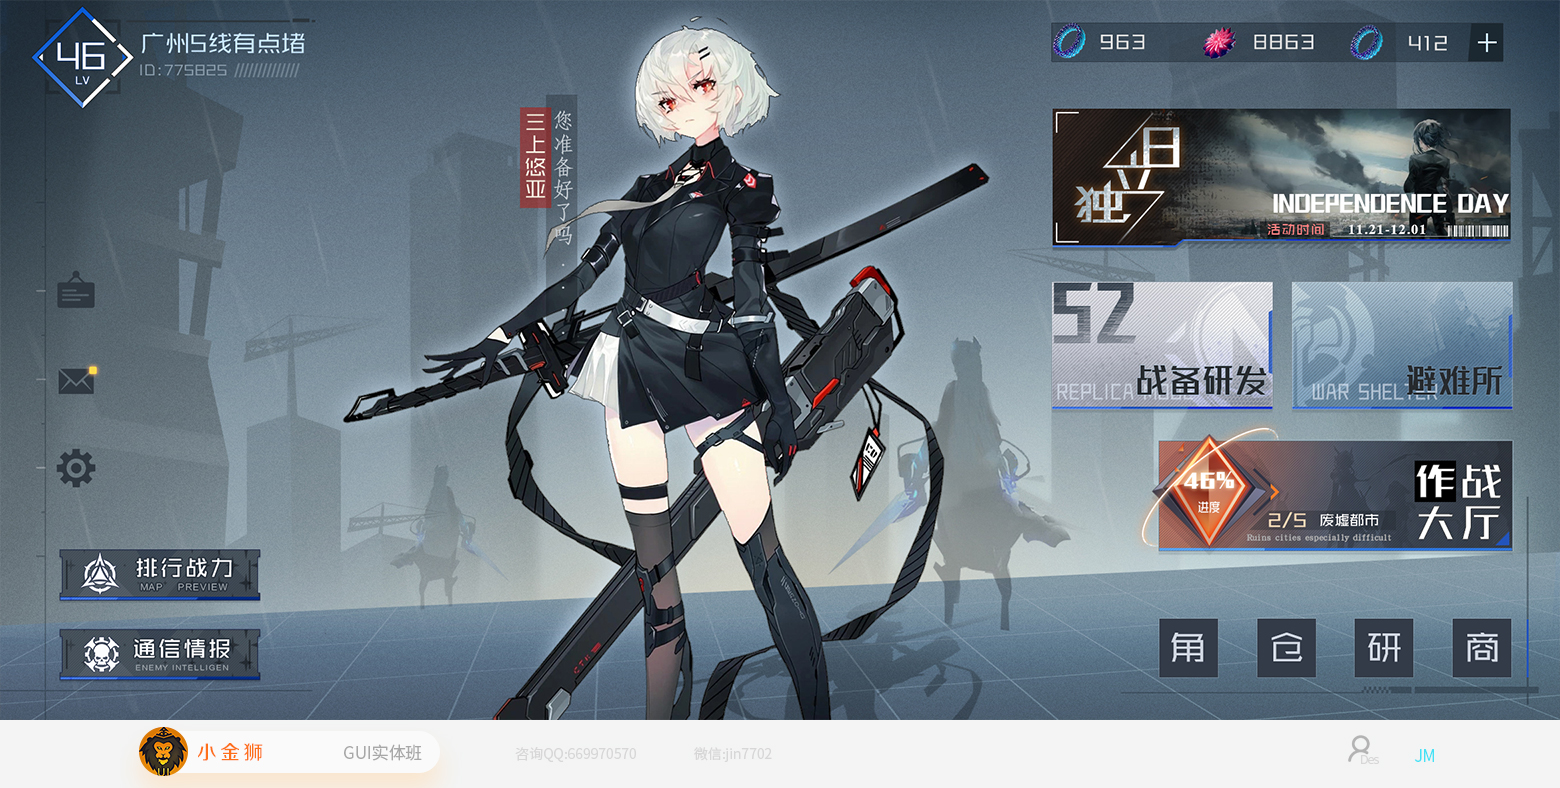 46
LV
广州S线有点堵
ID:775825
963
8863
412
+
三上悠亚
您准备好了吗
独立日
INDEPENDENCE DAY
活动时间 11.21-12.01
52
REPLICA
战备研发
WAR SHELTER
避难所
46%
进度
2/5 废墟都市
Ruins cities especially difficult
作战
大厅
排行战力
MAP PREVIEW
通信情报
ENEMY INTELLIGEN
角
仓
研
商
小金狮
GUI实体班
咨询QQ:669970570
微信:jin7702
Des
JM